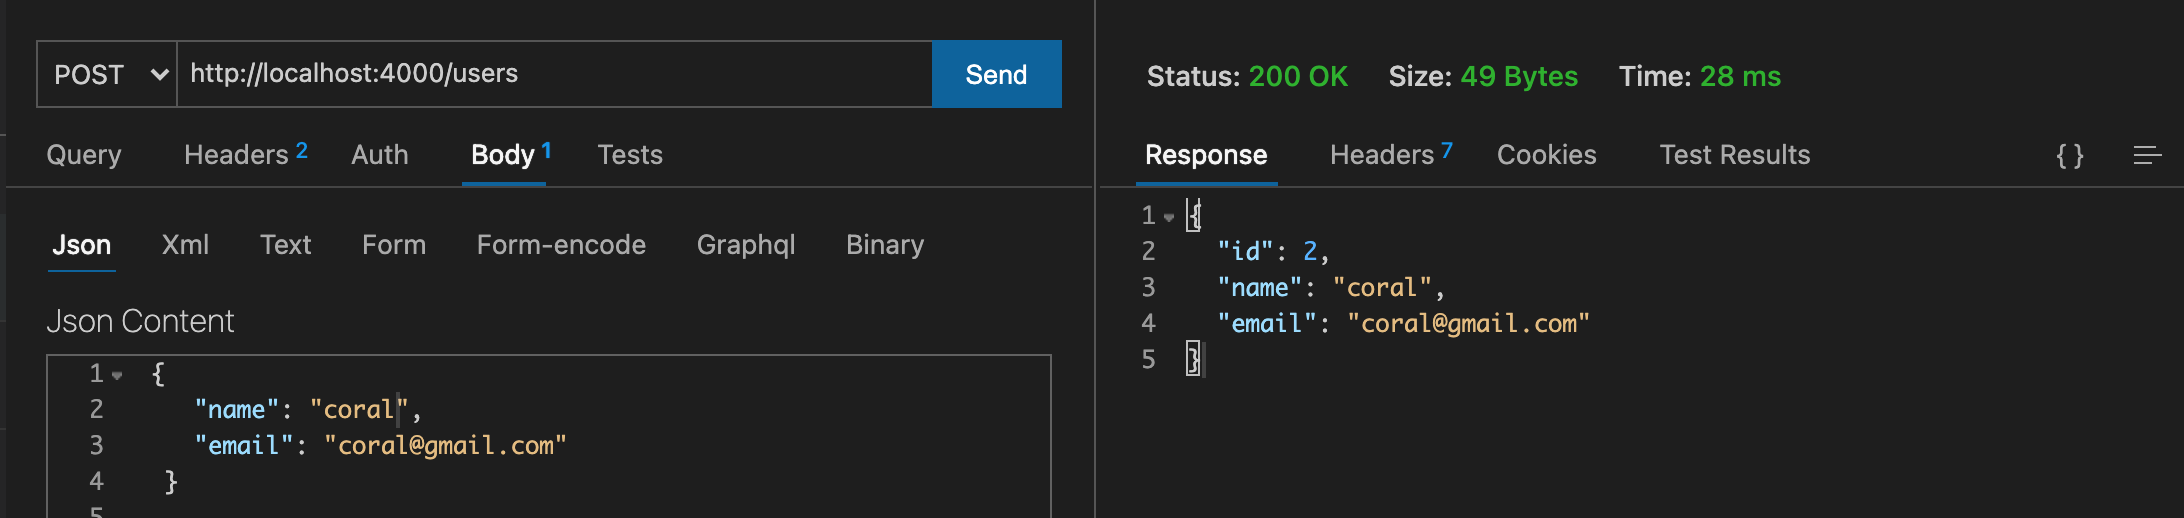 POST http://localhost:4000/users Send
Query Headers 2 Auth Body 1 Tests
Json Xml Text Form Form-encode Graphql Binary
Json Content
1 {
2 "name": "coral",
3 "email": "coral@gmail.com"
4 }
5
Status: 200 OK Size: 49 Bytes Time: 28 ms
Response Headers 7 Cookies Test Results { }
1 {
2 "id": 2,
3 "name": "coral",
4 "email": "coral@gmail.com"
5 }